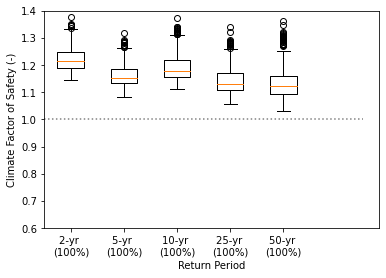 1.4
1.3
1.2
1.1
1.0
0.9
0.8
0.7
0.6
Climate Factor of Safety (-)
2-yr 5-yr 10-yr 25-yr 50-yr
(100%) (100%) (100%) (100%) (100%)
Return Period